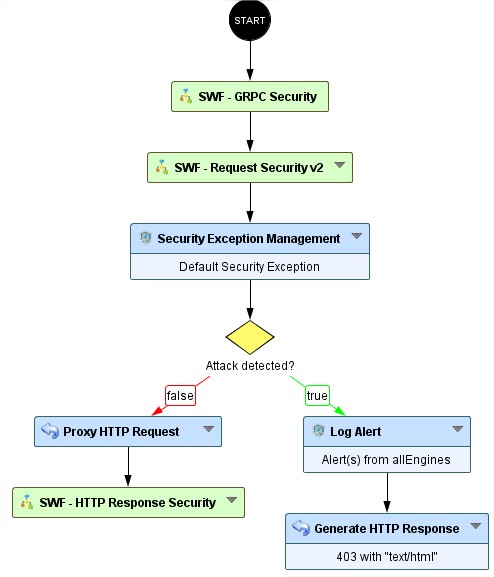 START
SWF - GRPC Security
SWF - Request Security v2
Security Exception Management
Default Security Exception
Attack detected?
false
true
Proxy HTTP Request
Log Alert
Alert(s) from allEngines
SWF - HTTP Response Security
Generate HTTP Response
403 with "text/html"